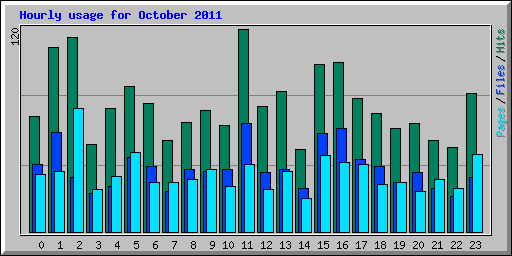 Hourly usage for October 2011
120
Pages / Files / Hits
0 1 2 3 4 5 6 7 8 9 10 11 12 13 14 15 16 17 18 19 20 21 22 23